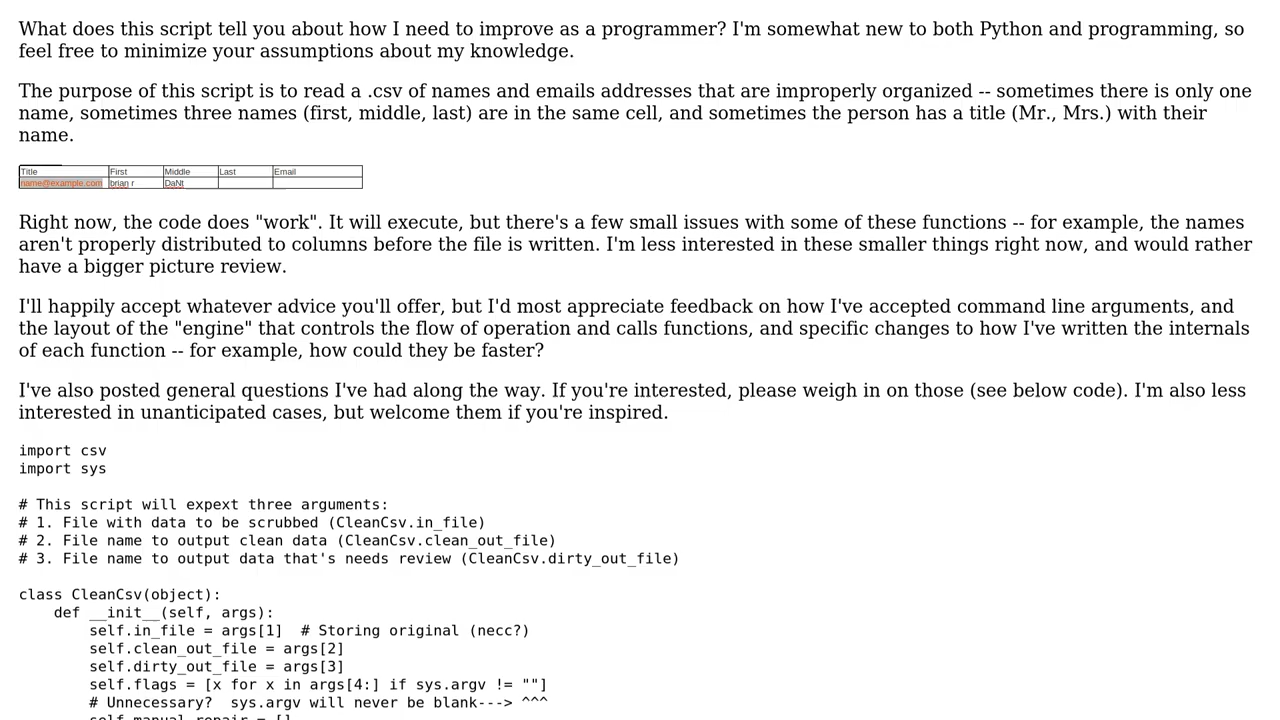 What does this script tell you about how I need to improve as a programmer? I'm somewhat new to both Python and programming, so
feel free to minimize your assumptions about my knowledge.
The purpose of this script is to read a .csv of names and emails addresses that are improperly organized -- sometimes there is only one
name, sometimes three names (first, middle, last) are in the same cell, and sometimes the person has a title (Mr., Mrs.) with their
name.
Title First Middle Last Email
name@example.com brian r DaNt
Right now, the code does "work". It will execute, but there's a few small issues with some of these functions -- for example, the names
aren't properly distributed to columns before the file is written. I'm less interested in these smaller things right now, and would rather
have a bigger picture review.
I'll happily accept whatever advice you'll offer, but I'd most appreciate feedback on how I've accepted command line arguments, and
the layout of the "engine" that controls the flow of operation and calls functions, and specific changes to how I've written the internals
of each function -- for example, how could they be faster?
I've also posted general questions I've had along the way. If you're interested, please weigh in on those (see below code). I'm also less
interested in unanticipated cases, but welcome them if you're inspired.
import csv
import sys
# This script will expext three arguments:
# 1. File with data to be scrubbed (CleanCsv.in_file)
# 2. File name to output clean data (CleanCsv.clean_out_file)
# 3. File name to output data that's needs review (CleanCsv.dirty_out_file)
class CleanCsv(object):
    def __init__(self, args):
        self.in_file = args[1]  # Storing original (necc?)
        self.clean_out_file = args[2]
        self.dirty_out_file = args[3]
        self.flags = [x for x in args[4:] if sys.argv != ""]
        # Unnecessary?  sys.argv will never be blank---> ^^^
        self.manual_repair = []